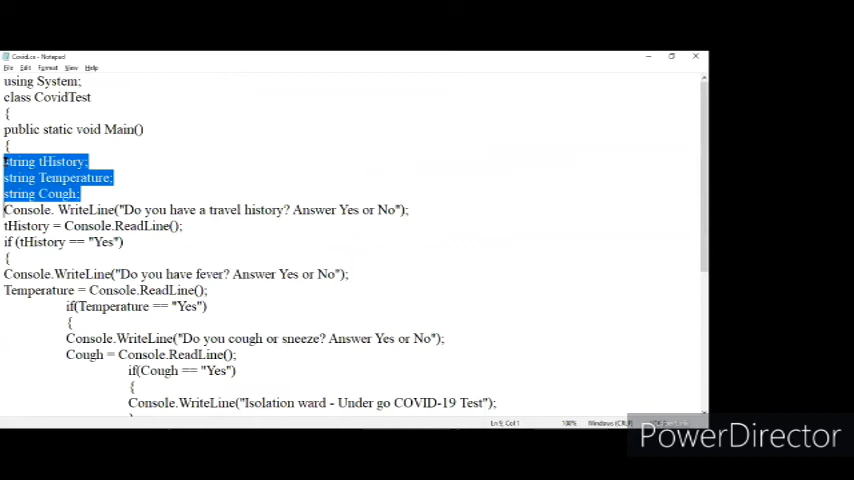 Covid.cs - Notepad
File Edit Format View Help
using System;
class CovidTest
{
public static void Main()
{
string tHistory;
string Temperature;
string Cough;
Console. WriteLine("Do you have a travel history? Answer Yes or No");
tHistory = Console.ReadLine();
if (tHistory == "Yes")
{
Console.WriteLine("Do you have fever? Answer Yes or No");
Temperature = Console.ReadLine();
if(Temperature == "Yes")
{
Console.WriteLine("Do you cough or sneeze? Answer Yes or No");
Cough = Console.ReadLine();
if(Cough == "Yes")
{
Console.WriteLine("Isolation ward - Under go COVID-19 Test");
Ln 9, Col 1 100% Windows (CRLF)
PowerDirector